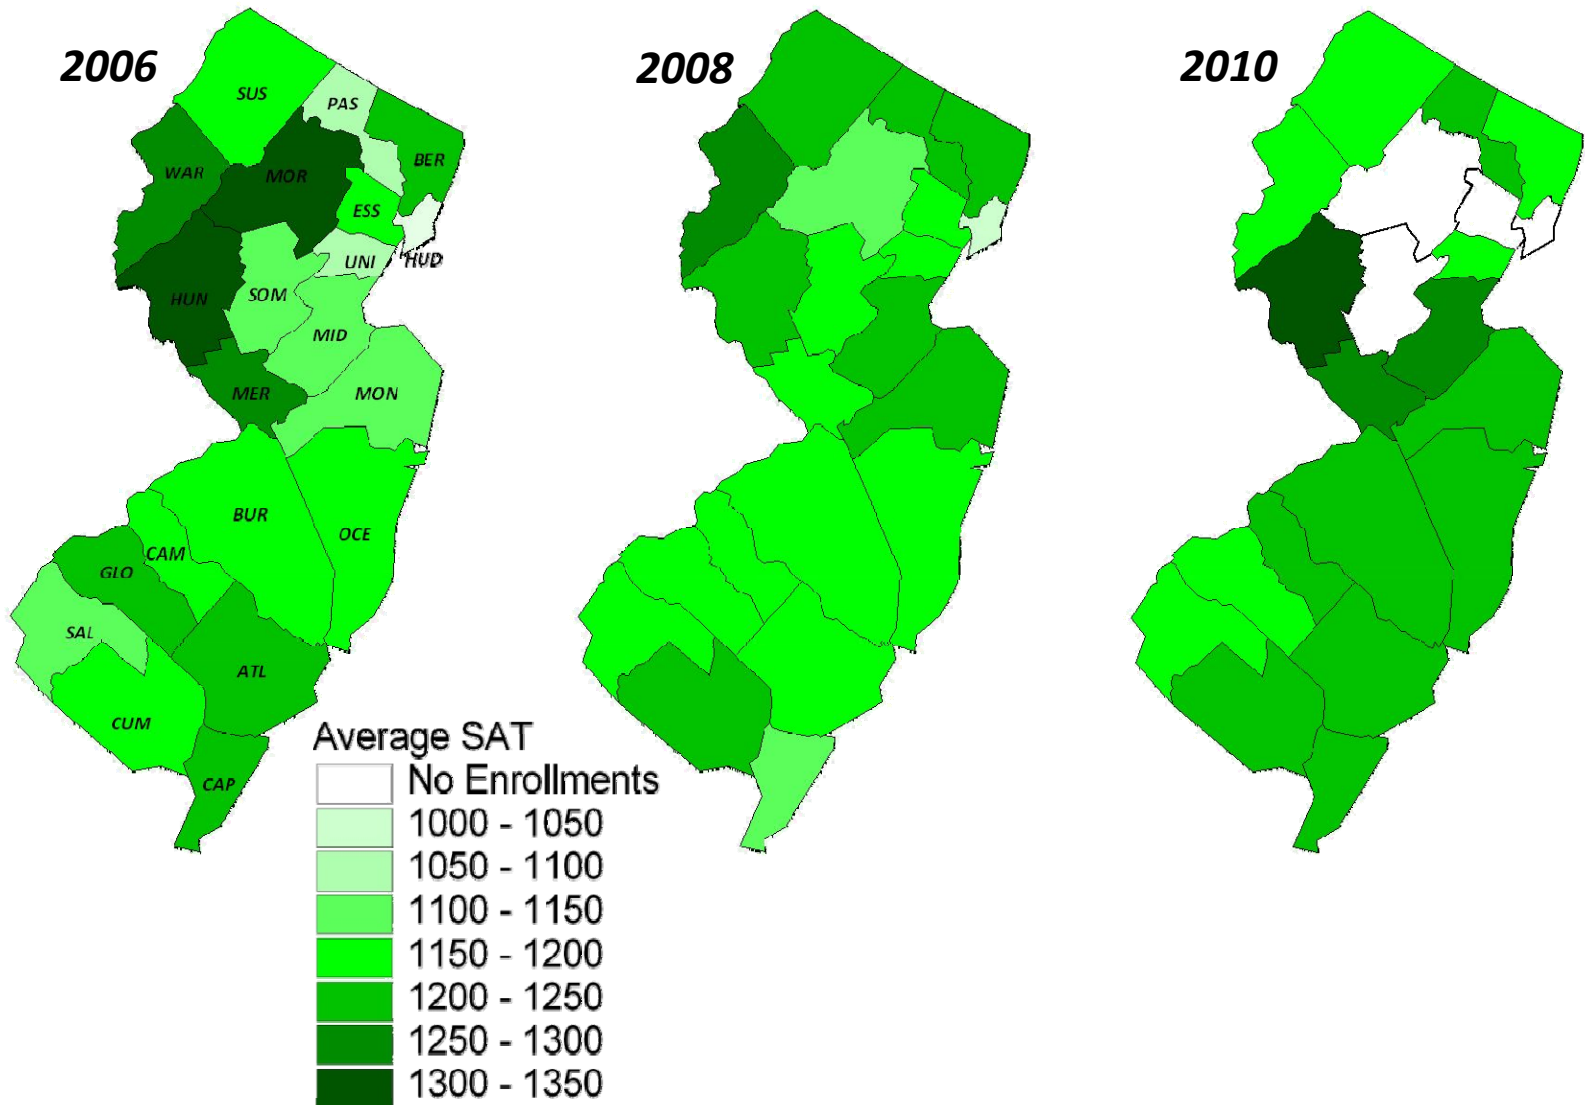 2006
2008
2010
SUS
PAS
WAR
MOR
BER
ESS
UNI
HUD
HUN
SOM
MID
MER
MON
BUR
OCE
CAM
GLO
SAL
ATL
CUM
CAP
Average SAT
No Enrollments
1000 - 1050
1050 - 1100
1100 - 1150
1150 - 1200
1200 - 1250
1250 - 1300
1300 - 1350